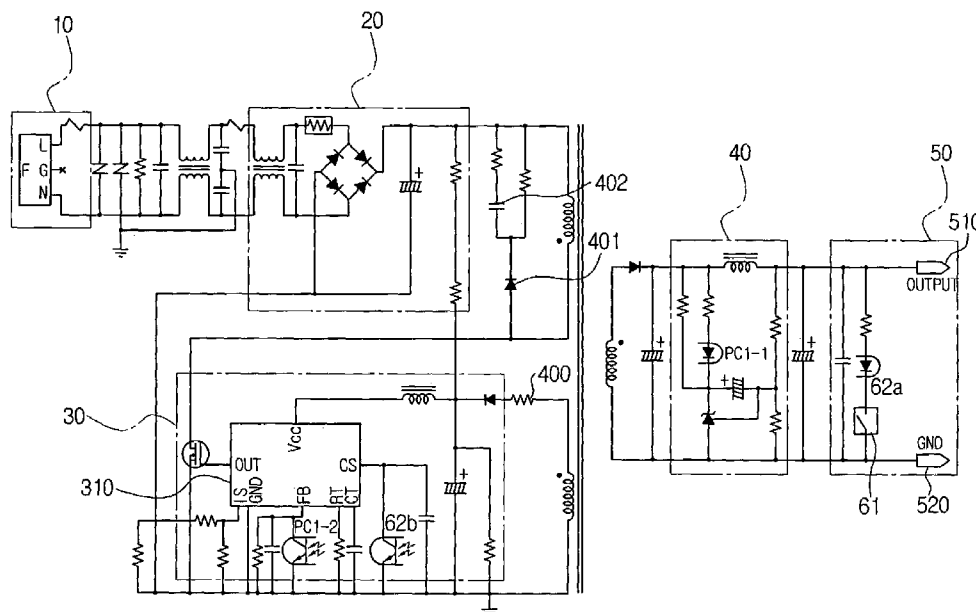 10
20
L
F G
N
402
401
40
50
510
OUTPUT
PC1-1
62a
GND
61
520
400
30
Vcc
OUT
CS
310
IS
GND
FB
RT
CT
PC1-2
62b
+
+
+
+
+